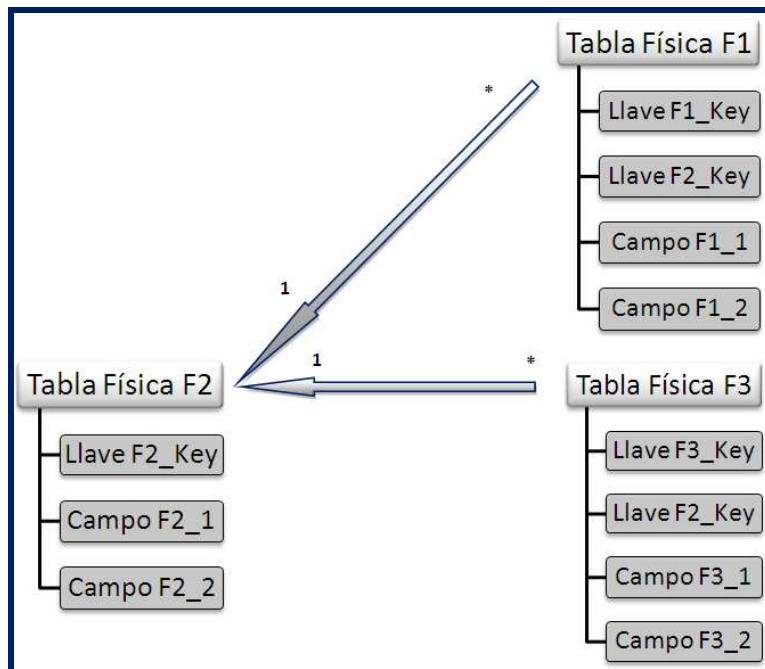 Tabla Física F1
Llave F1_Key
Llave F2_Key
Campo F1_1
Campo F1_2
*
1
1
*
Tabla Física F2
Llave F2_Key
Campo F2_1
Campo F2_2
Tabla Física F3
Llave F3_Key
Llave F2_Key
Campo F3_1
Campo F3_2